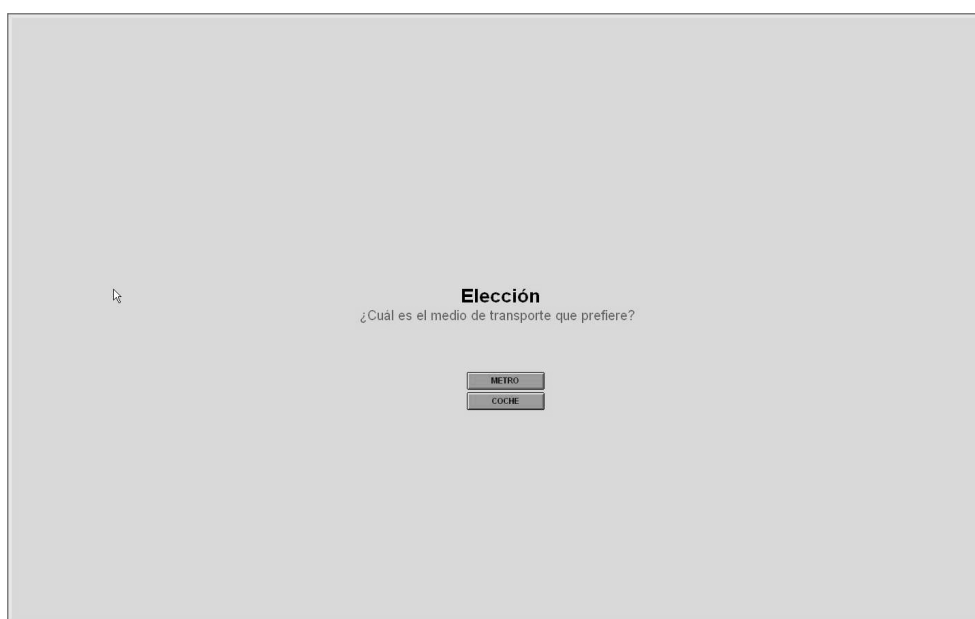 Elección
¿Cuál es el medio de transporte que prefiere?
METRO
COCHE